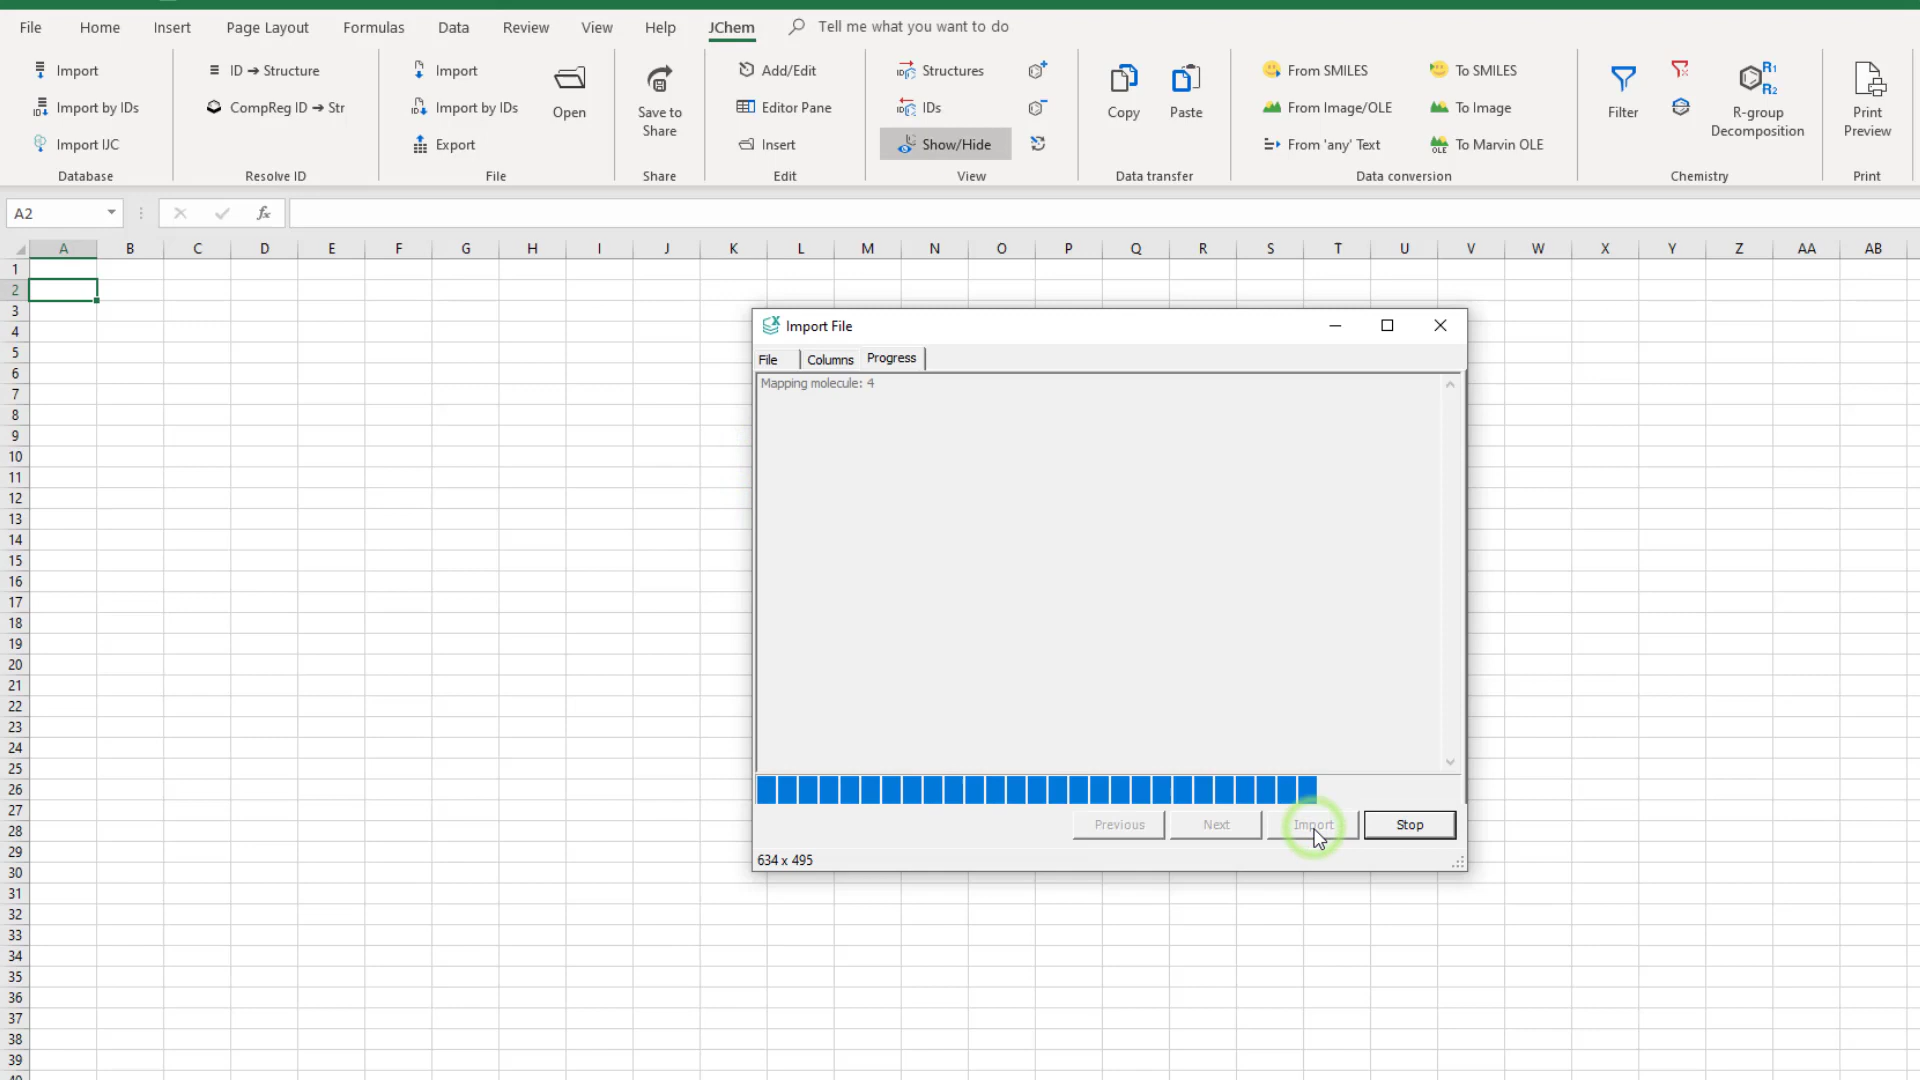 File Home Insert Page Layout Formulas Data Review View Help JChem Tell me what you want to do
Import
Import by IDs
Import IJC
Database
ID ➔ Structure
CompReg ID ➔ Str
Resolve ID
Import
Import by IDs
Export
Open
File
Save to
Share
Share
Add/Edit
Editor Pane
Insert
Edit
Structures
IDs
Show/Hide
View
Copy
Paste
Data transfer
From SMILES
From Image/OLE
From 'any' Text
To SMILES
To Image
To Marvin OLE
Data conversion
Filter
R-group
Decomposition
Chemistry
Print
Preview
Print
A2
fx
A B C D E F G H I J K L M N O P Q R S T U V W X Y Z AA AB
1
2
3
4
5
6
7
8
9
10
11
12
13
14
15
16
17
18
19
20
21
22
23
24
25
26
27
28
29
30
31
32
33
34
35
36
37
38
39
Import File
File Columns Progress
Mapping molecule: 4
Previous Next Import Stop
634 x 495